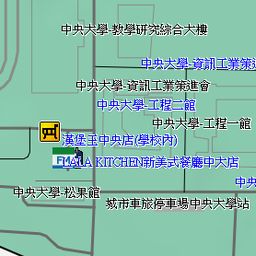 中央大學-教學研究綜合大樓
中央大學-資訊工業策進
中央大學-資訊工業策進會
中央大學-工程二館
中央大學-工程一館
漢堡王中央店(學校內)
KITCHEN新美式餐廳中大店
中央大學-松果館
中央
城市車旅停車場中央大學站